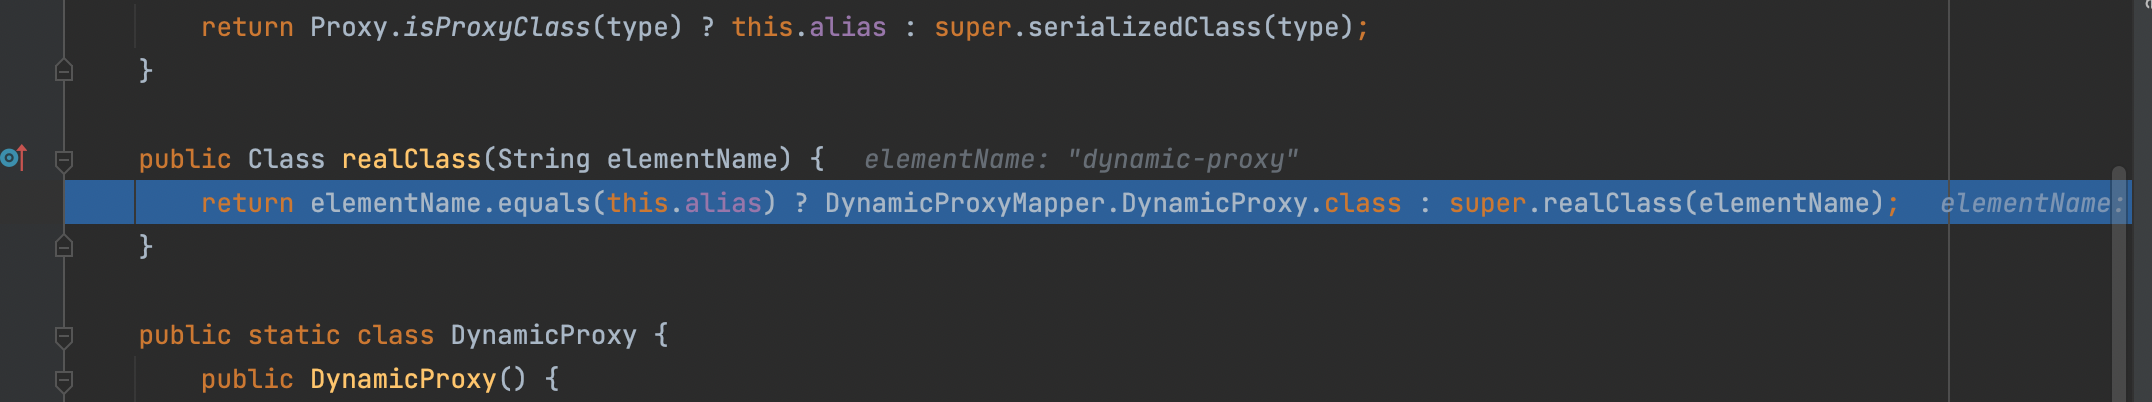 return Proxy.isProxyClass(type) ? this.alias : super.serializedClass(type);
}
public Class realClass(String elementName) { elementName: "dynamic-proxy"
return elementName.equals(this.alias) ? DynamicProxyMapper.DynamicProxy.class : super.realClass(elementName); elementName:
}
public static class DynamicProxy {
public DynamicProxy() {